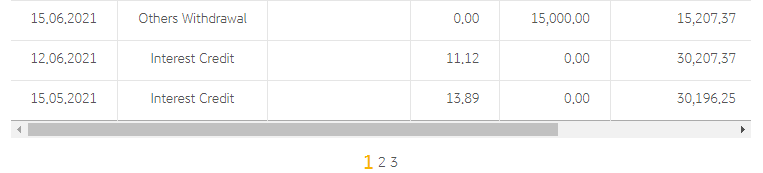 15.06.2021 Others Withdrawal 0.00 15,000.00 15,207.37
12.06.2021 Interest Credit 11.12 0.00 30,207.37
15.05.2021 Interest Credit 13.89 0.00 30,196.25
1 2 3